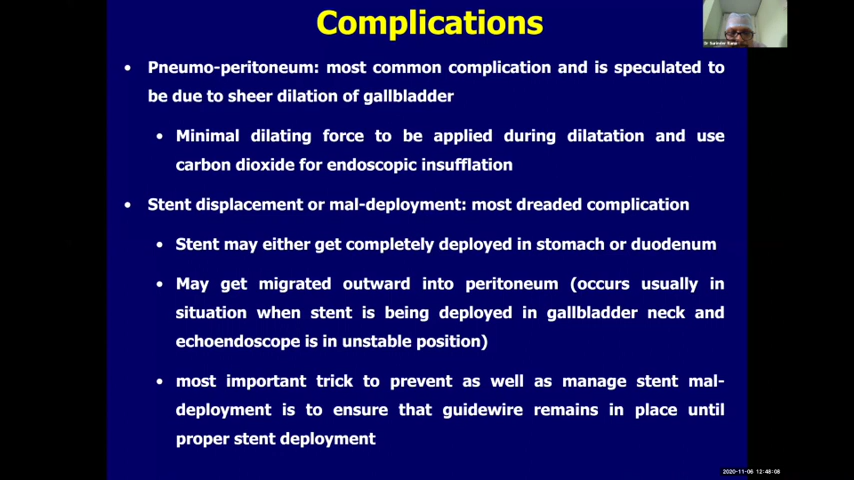 Complications
• Pneumo-peritoneum: most common complication and is speculated to
be due to sheer dilation of gallbladder
• Minimal dilating force to be applied during dilatation and use
carbon dioxide for endoscopic insufflation
• Stent displacement or mal-deployment: most dreaded complication
• Stent may either get completely deployed in stomach or duodenum
• May get migrated outward into peritoneum (occurs usually in
situation when stent is being deployed in gallbladder neck and
echoendoscope is in unstable position)
• most important trick to prevent as well as manage stent mal-
deployment is to ensure that guidewire remains in place until
proper stent deployment
Dr Surinder Rana
2020-11-06 12:48:08